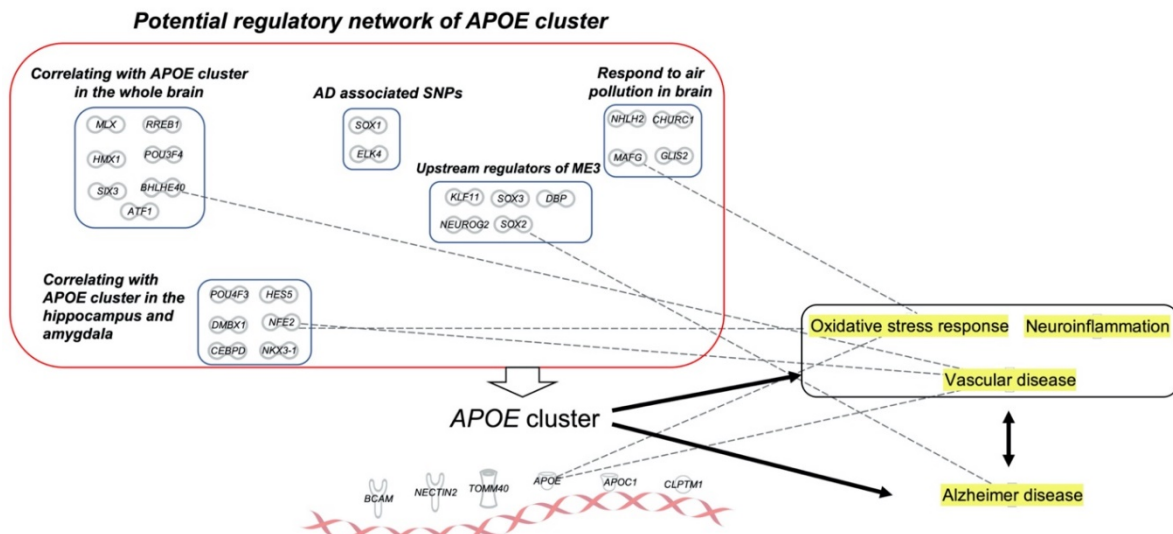 Potential regulatory network of APOE cluster
Correlating with APOE cluster
in the whole brain
MLX
RREB1
HMX1
POU3F4
SIX3
BHLHE40
ATF1
AD associated SNPs
SOX1
ELK4
Respond to air
pollution in brain
NHLH2
CHURC1
MAFG
GLIS2
Upstream regulators of ME3
KLF11
SOX3
DBP
NEUROG2
SOX2
Correlating with
APOE cluster in the
hippocampus and
amygdala
POU4F3
HES5
DMBX1
NFE2
CEBPD
NKX3-1
Oxidative stress response
Neuroinflammation
Vascular disease
APOE cluster
Alzheimer disease
BCAM
NECTIN2
TOMM40
APOE
APOC1
CLPTM1